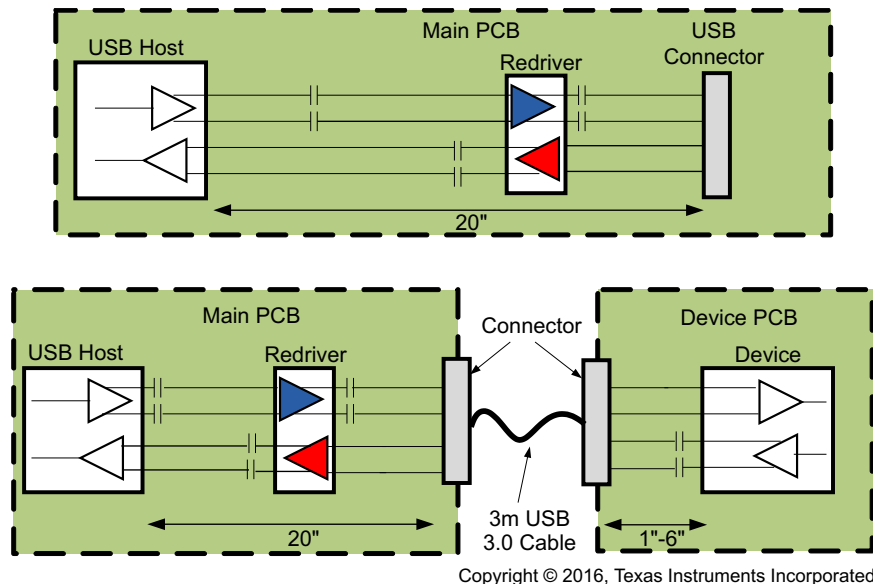 Main PCB
USB
Connector
USB Host
Redriver
20"
Main PCB
Device PCB
Connector
USB Host
Redriver
Device
20"
3m USB
3.0 Cable
1"-6"
Copyright © 2016, Texas Instruments Incorporated